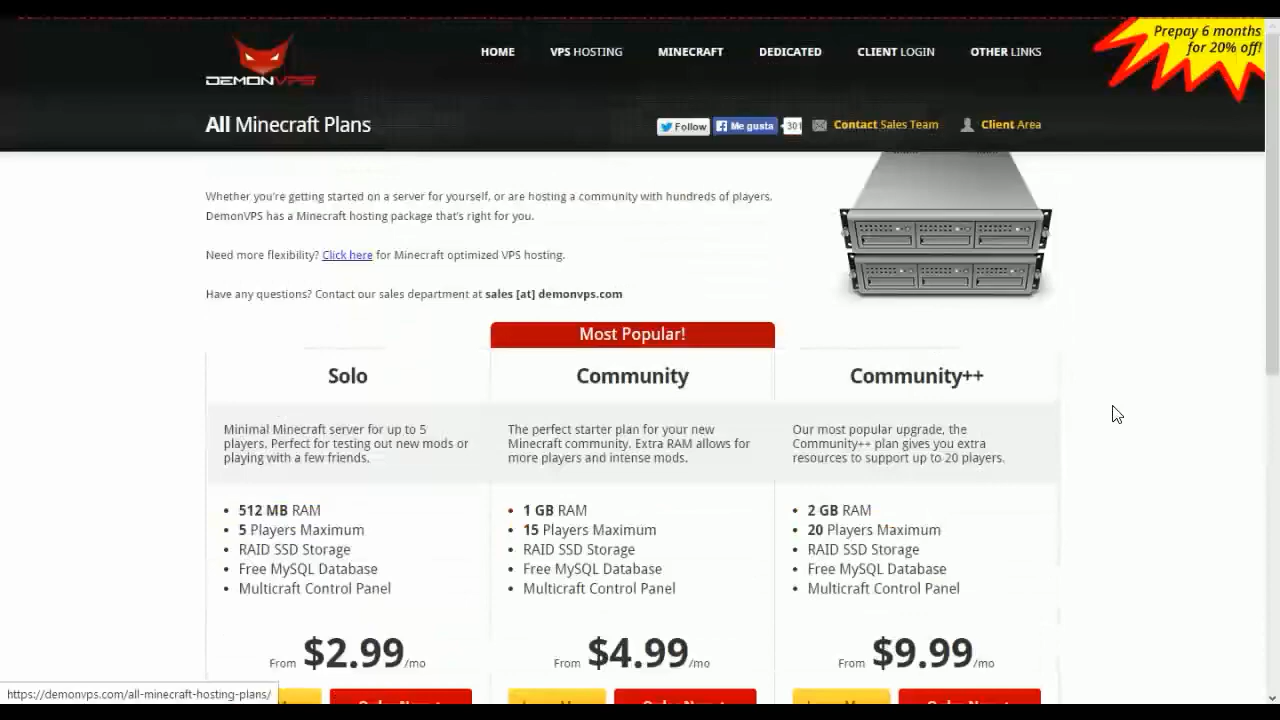 Prepay 6 months
for 20% off!
HOME VPS HOSTING MINECRAFT DEDICATED CLIENT LOGIN OTHER LINKS
DEMONVPS
All Minecraft Plans
Follow Me gusta 301 Contact Sales Team Client Area
Whether you're getting started on a server for yourself, or are hosting a community with hundreds of players.
DemonVPS has a Minecraft hosting package that's right for you.
Need more flexibility? Click here for Minecraft optimized VPS hosting.
Have any questions? Contact our sales department at sales [at] demonvps.com
Most Popular!
Solo
Minimal Minecraft server for up to 5
players. Perfect for testing out new mods or
playing with a few friends.
• 512 MB RAM
• 5 Players Maximum
• RAID SSD Storage
• Free MySQL Database
• Multicraft Control Panel
From $2.99/mo
Community
The perfect starter plan for your new
Minecraft community. Extra RAM allows for
more players and intense mods.
• 1 GB RAM
• 15 Players Maximum
• RAID SSD Storage
• Free MySQL Database
• Multicraft Control Panel
From $4.99/mo
Community++
Our most popular upgrade, the
Community++ plan gives you extra
resources to support up to 20 players.
• 2 GB RAM
• 20 Players Maximum
• RAID SSD Storage
• Free MySQL Database
• Multicraft Control Panel
From $9.99/mo
https://demonvps.com/all-minecraft-hosting-plans/